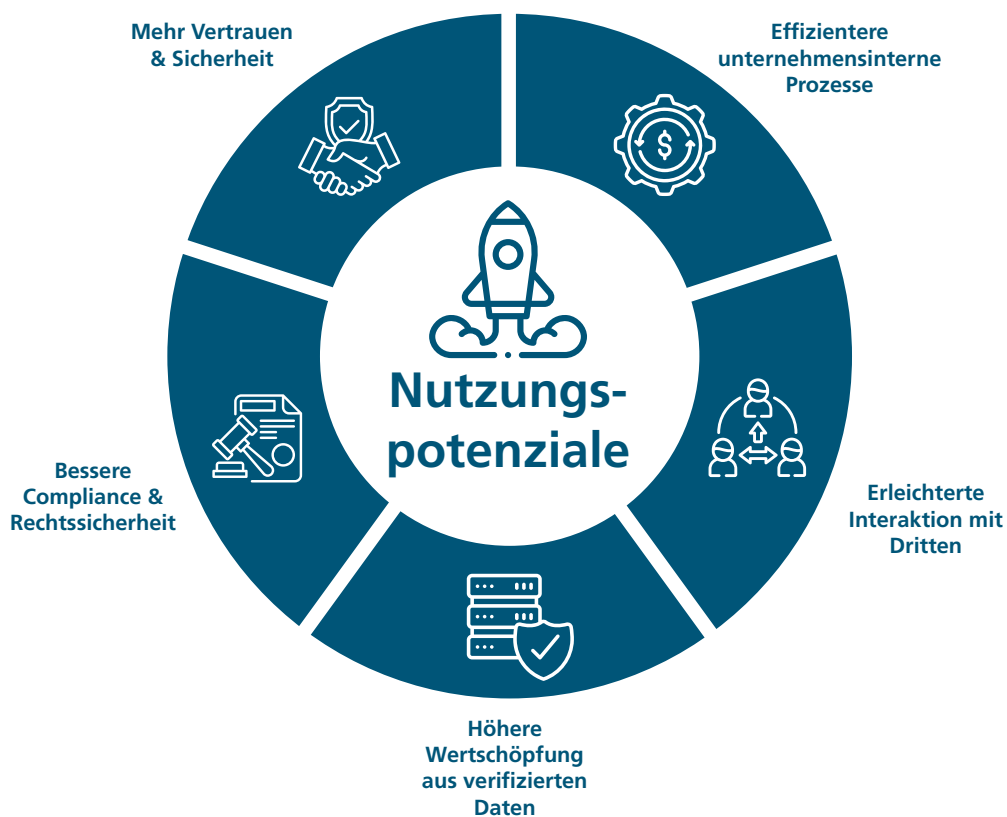 Mehr Vertrauen
& Sicherheit
Effizientere
unternehmensinterne
Prozesse
$
Nutzungs-
potenziale
Bessere
Compliance &
Rechtssicherheit
Erleichterte
Interaktion mit
Dritten
Höhere
Wertschöpfung
aus verifizierten
Daten